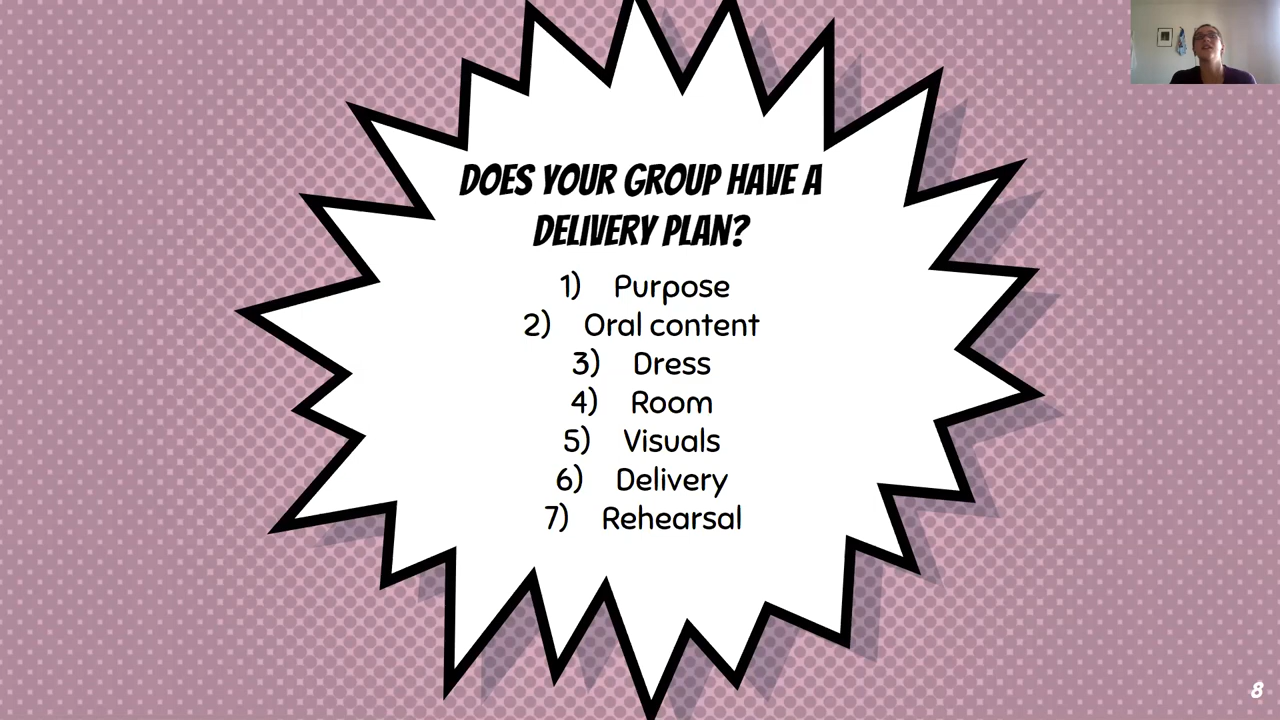 DOES YOUR GROUP HAVE A
DELIVERY PLAN?
1) Purpose
2) Oral content
3) Dress
4) Room
5) Visuals
6) Delivery
7) Rehearsal
8